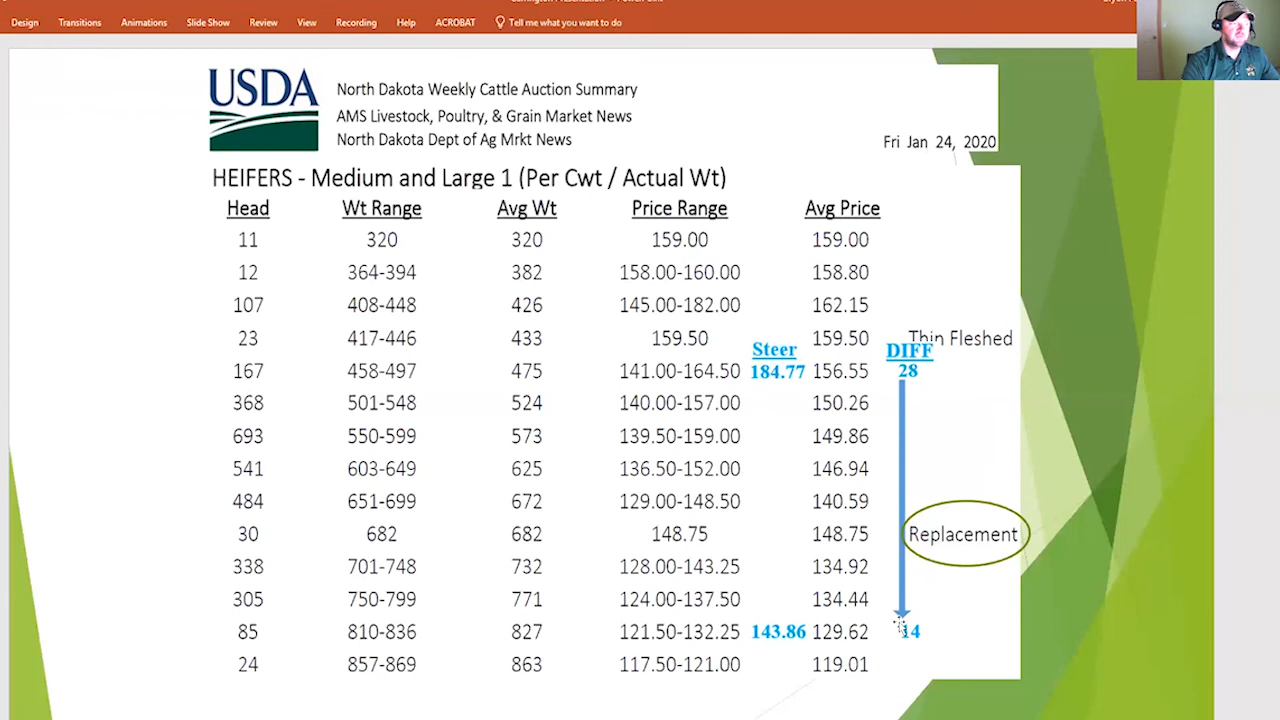 Design Transitions Animations Slide Show Review View Recording Help ACROBAT Tell me what you want to do
USDA
North Dakota Weekly Cattle Auction Summary
AMS Livestock, Poultry, & Grain Market News
North Dakota Dept of Ag Mrkt News
Fri Jan 24, 2020
HEIFERS - Medium and Large 1 (Per Cwt / Actual Wt)
Head Wt Range Avg Wt Price Range Avg Price
11 320 320 159.00 159.00
12 364-394 382 158.00-160.00 158.80
107 408-448 426 145.00-182.00 162.15
23 417-446 433 159.50 159.50 Thin Fleshed
Steer DIFF
167 458-497 475 141.00-164.50 184.77 156.55 28
368 501-548 524 140.00-157.00 150.26
693 550-599 573 139.50-159.00 149.86
541 603-649 625 136.50-152.00 146.94
484 651-699 672 129.00-148.50 140.59
30 682 682 148.75 148.75 Replacement
338 701-748 732 128.00-143.25 134.92
305 750-799 771 124.00-137.50 134.44
85 810-836 827 121.50-132.25 143.86 129.62 14
24 857-869 863 117.50-121.00 119.01